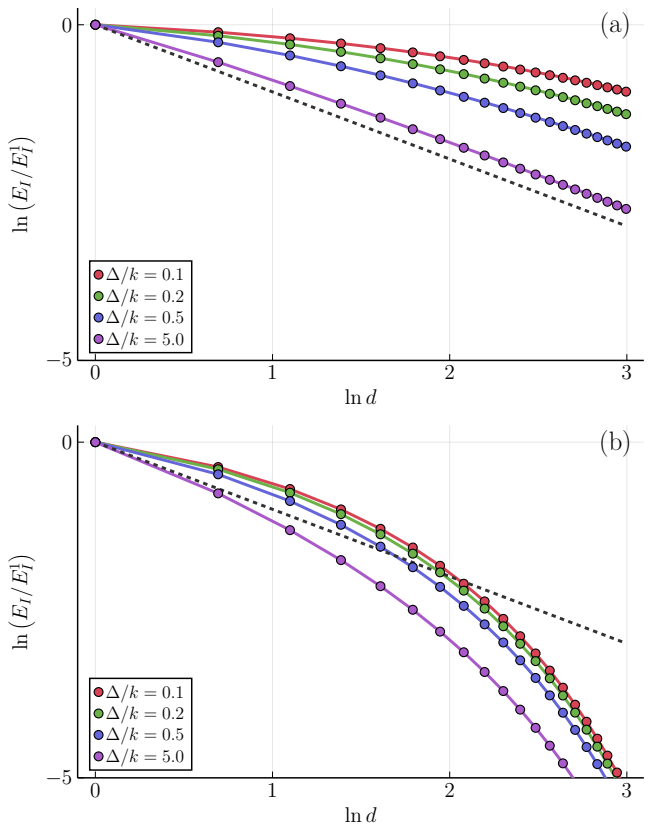 (a)
0
−5
ln(E_I/E_I^1)
Δ/k = 0.1
Δ/k = 0.2
Δ/k = 0.5
Δ/k = 5.0
0 1 2 3
ln d
(b)
0
−5
ln(E_I/E_I^1)
Δ/k = 0.1
Δ/k = 0.2
Δ/k = 0.5
Δ/k = 5.0
0 1 2 3
ln d